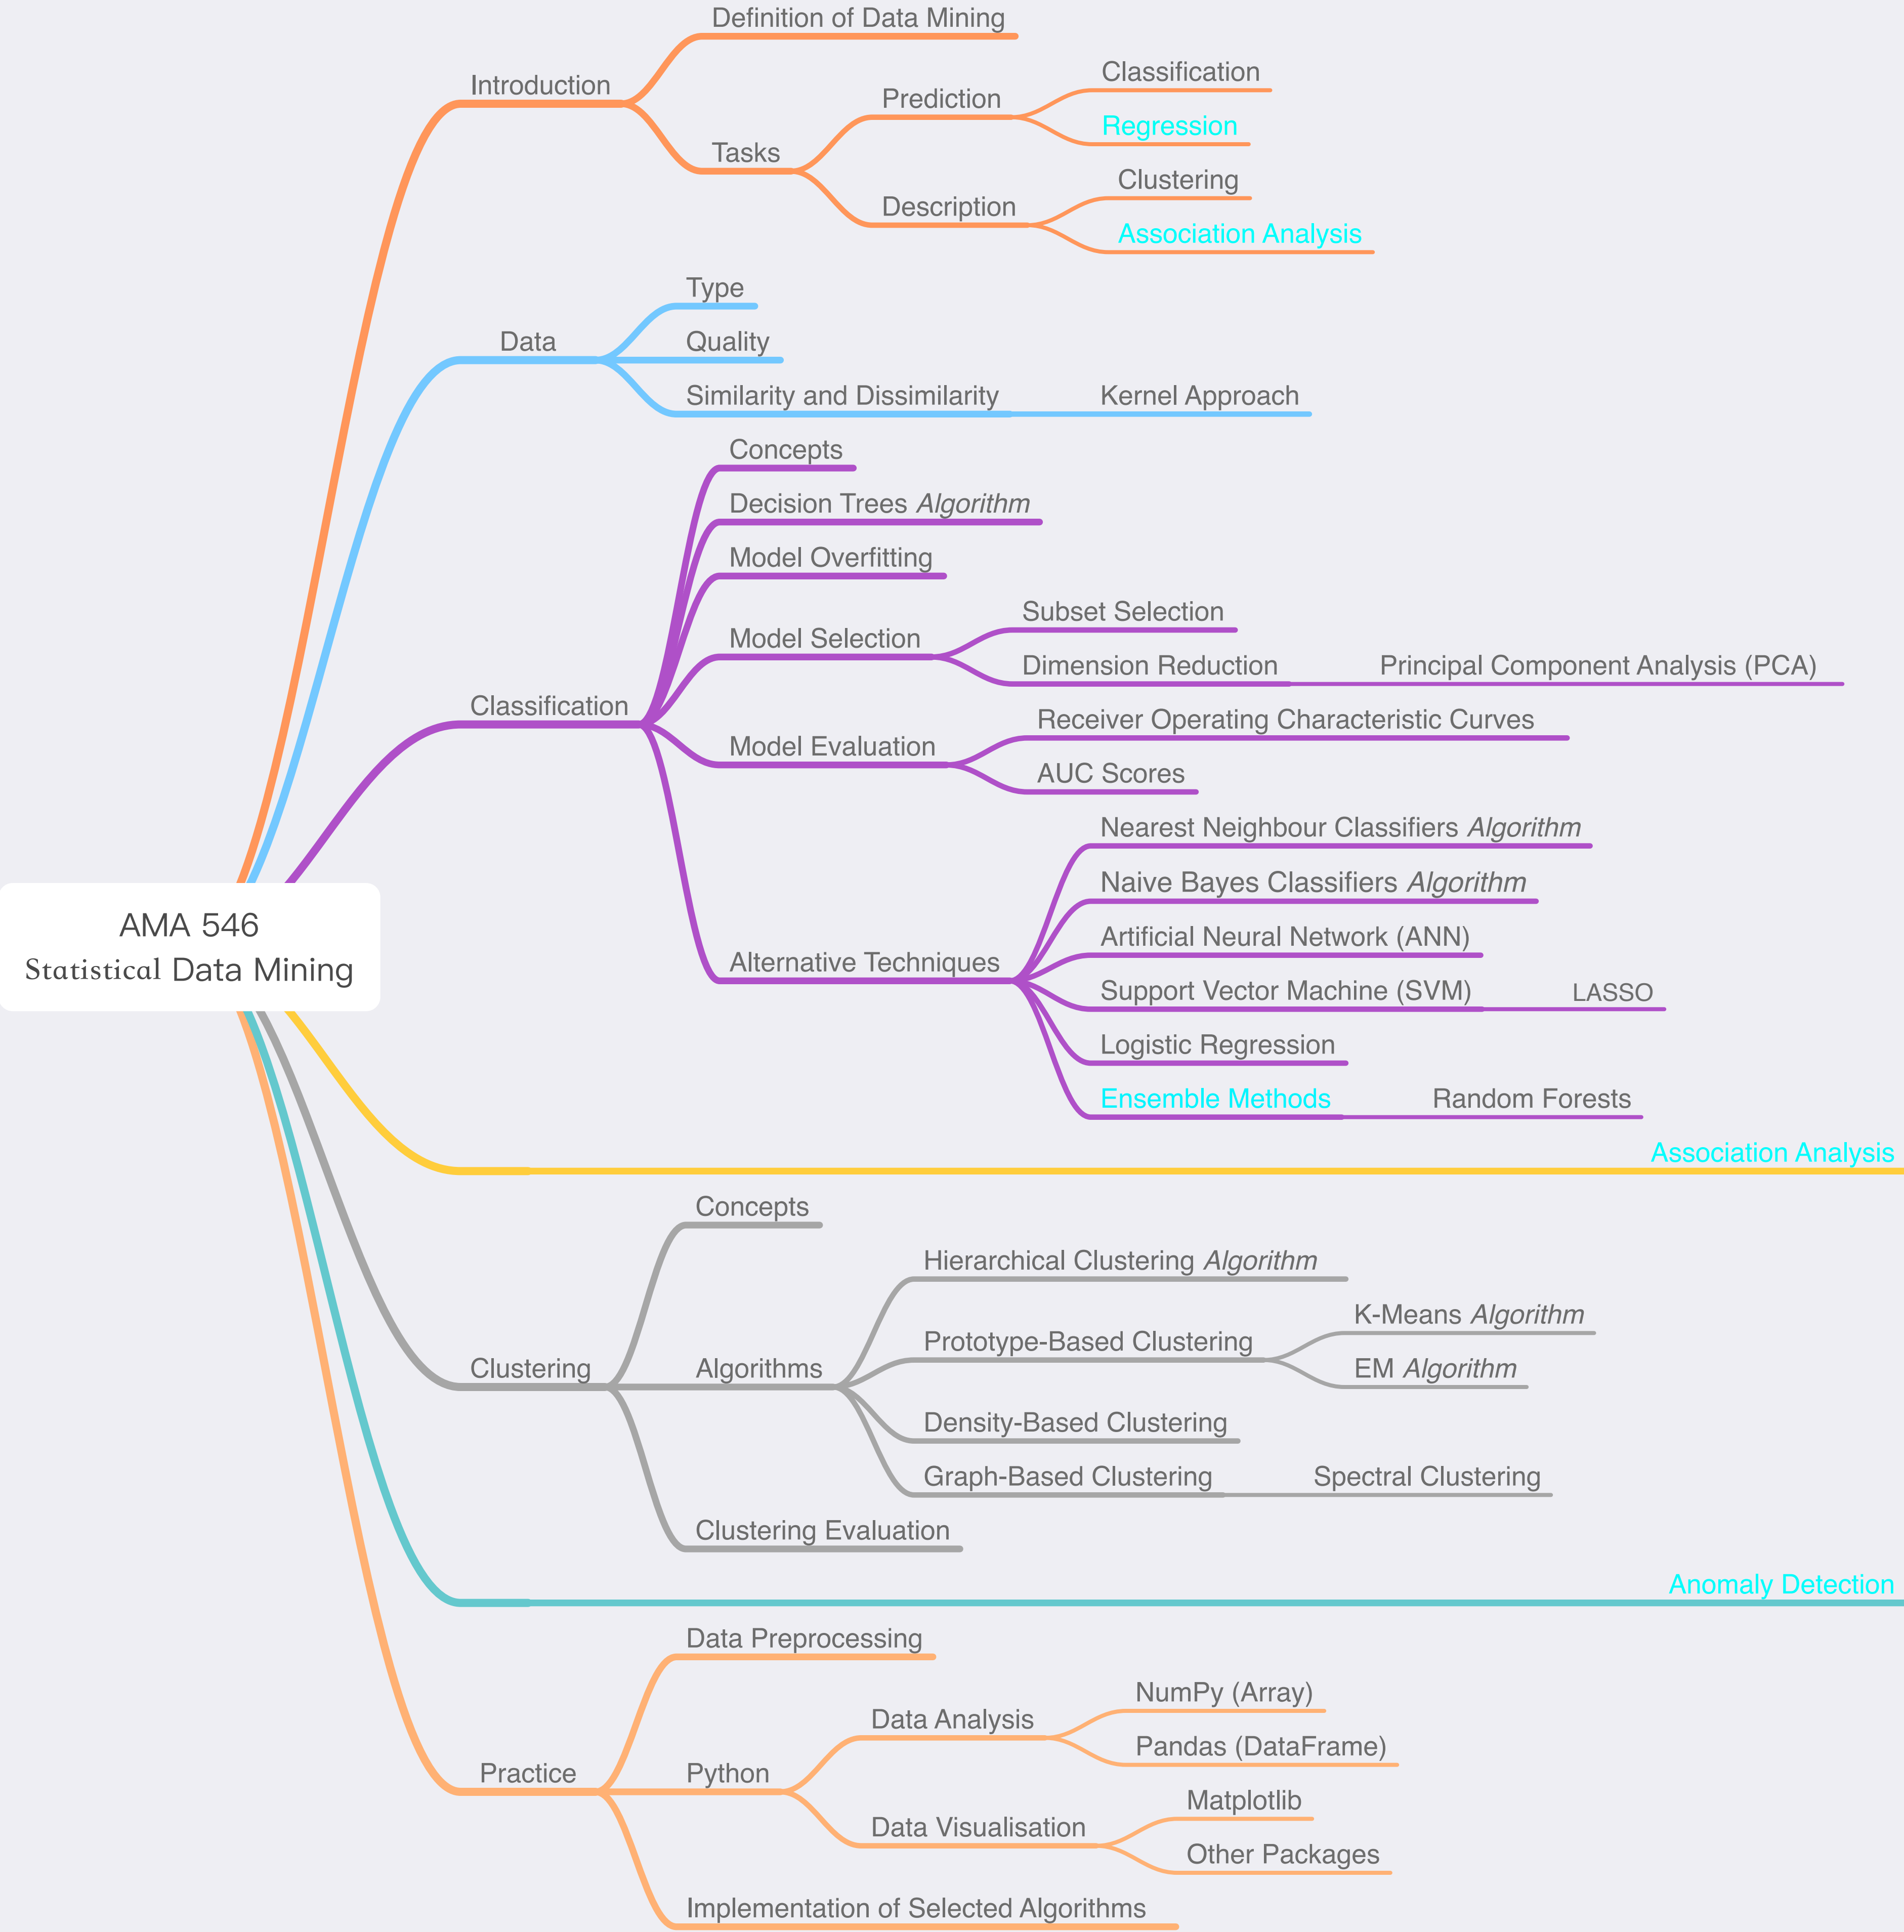 Definition of Data Mining
Introduction
Classification
Prediction
Regression
Tasks
Clustering
Description
Association Analysis
Type
Data
Quality
Similarity and Dissimilarity
Kernel Approach
Concepts
Decision Trees Algorithm
Model Overfitting
Subset Selection
Model Selection
Dimension Reduction
Principal Component Analysis (PCA)
Classification
Receiver Operating Characteristic Curves
Model Evaluation
AUC Scores
Nearest Neighbour Classifiers Algorithm
Naive Bayes Classifiers Algorithm
AMA 546
Statistical Data Mining
Artificial Neural Network (ANN)
Alternative Techniques
Support Vector Machine (SVM)
LASSO
Logistic Regression
Ensemble Methods
Random Forests
Association Analysis
Concepts
Hierarchical Clustering Algorithm
K-Means Algorithm
Prototype-Based Clustering
EM Algorithm
Clustering
Algorithms
Density-Based Clustering
Graph-Based Clustering
Spectral Clustering
Clustering Evaluation
Anomaly Detection
Data Preprocessing
NumPy (Array)
Data Analysis
Pandas (DataFrame)
Practice
Python
Matplotlib
Data Visualisation
Other Packages
Implementation of Selected Algorithms